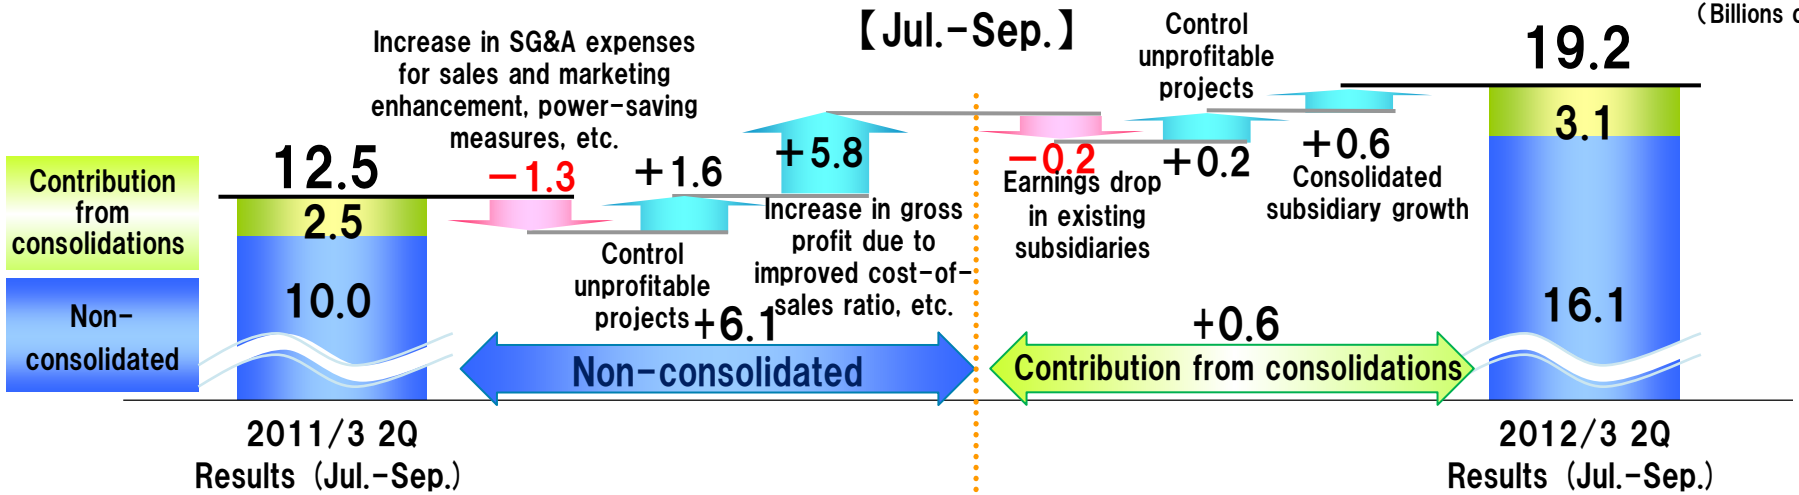 【Jul.-Sep.】
(Billions
Increase in SG&A expenses
for sales and marketing
enhancement, power-saving
measures, etc.
Control
unprofitable
projects
12.5
-1.3
+1.6
+5.8
-0.2
+0.2
+0.6
19.2
3.1
Contribution
from
consolidations
2.5
Increase in gross
profit due to
improved cost-of-
sales ratio, etc.
Earnings drop
in existing
subsidiaries
Consolidated
subsidiary growth
Control
unprofitable
projects
Non-
consolidated
10.0
+6.1
Non-consolidated
+0.6
Contribution from consolidations
16.1
2011/3 2Q
Results (Jul.-Sep.)
2012/3 2Q
Results (Jul.-Sep.)